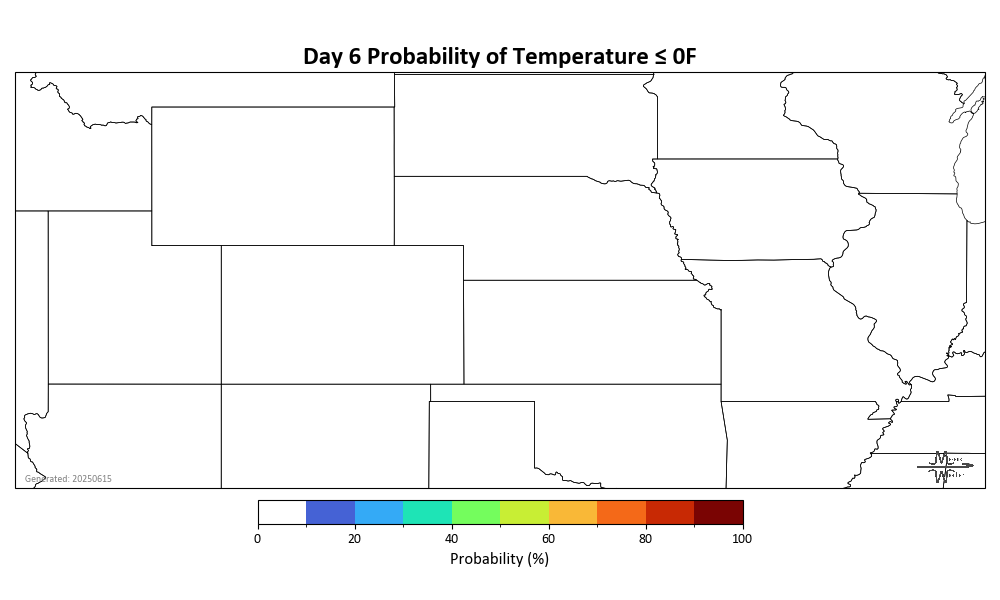 Day 6 Probability of Temperature ≤ 0F
Generated: 20250615
0 20 40 60 80 100
Probability (%)